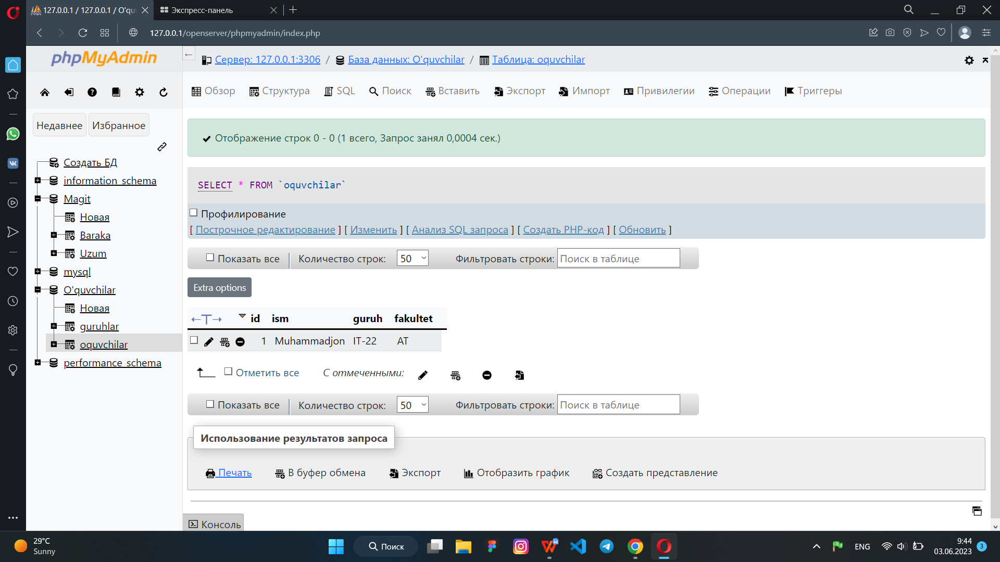 127.0.0.1 / 127.0.0.1 / O'qu
Экспресс-панель
127.0.0.1/openserver/phpmyadmin/index.php
phpMyAdmin
Сервер: 127.0.0.1:3306 / База данных: O'quvchilar / Таблица: oquvchilar
Обзор Структура SQL Поиск Вставить Экспорт Импорт Привилегии Операции Триггеры
Недавнее Избранное
Создать БД
information_schema
Magit
Новая
Baraka
Uzum
mysql
O'quvchilar
Новая
guruhlar
oquvchilar
performance_schema
Отображение строк 0 - 0 (1 всего, Запрос занял 0,0004 сек.)
SELECT * FROM `oquvchilar`
Профилирование
[ Построчное редактирование ] [ Изменить ] [ Анализ SQL запроса ] [ Создать PHP-код ] [ Обновить ]
Показать все Количество строк: 50 Фильтровать строки: Поиск в таблице
Extra options
←T→ id ism guruh fakultet
1 Muhammadjon IT-22 AT
Отметить все С отмеченными:
Показать все Количество строк: 50 Фильтровать строки: Поиск в таблице
Использование результатов запроса
Печать В буфер обмена Экспорт Отобразить график Создать представление
Консоль
29°C
Sunny
Поиск
ENG
9:44
03.06.2023
3